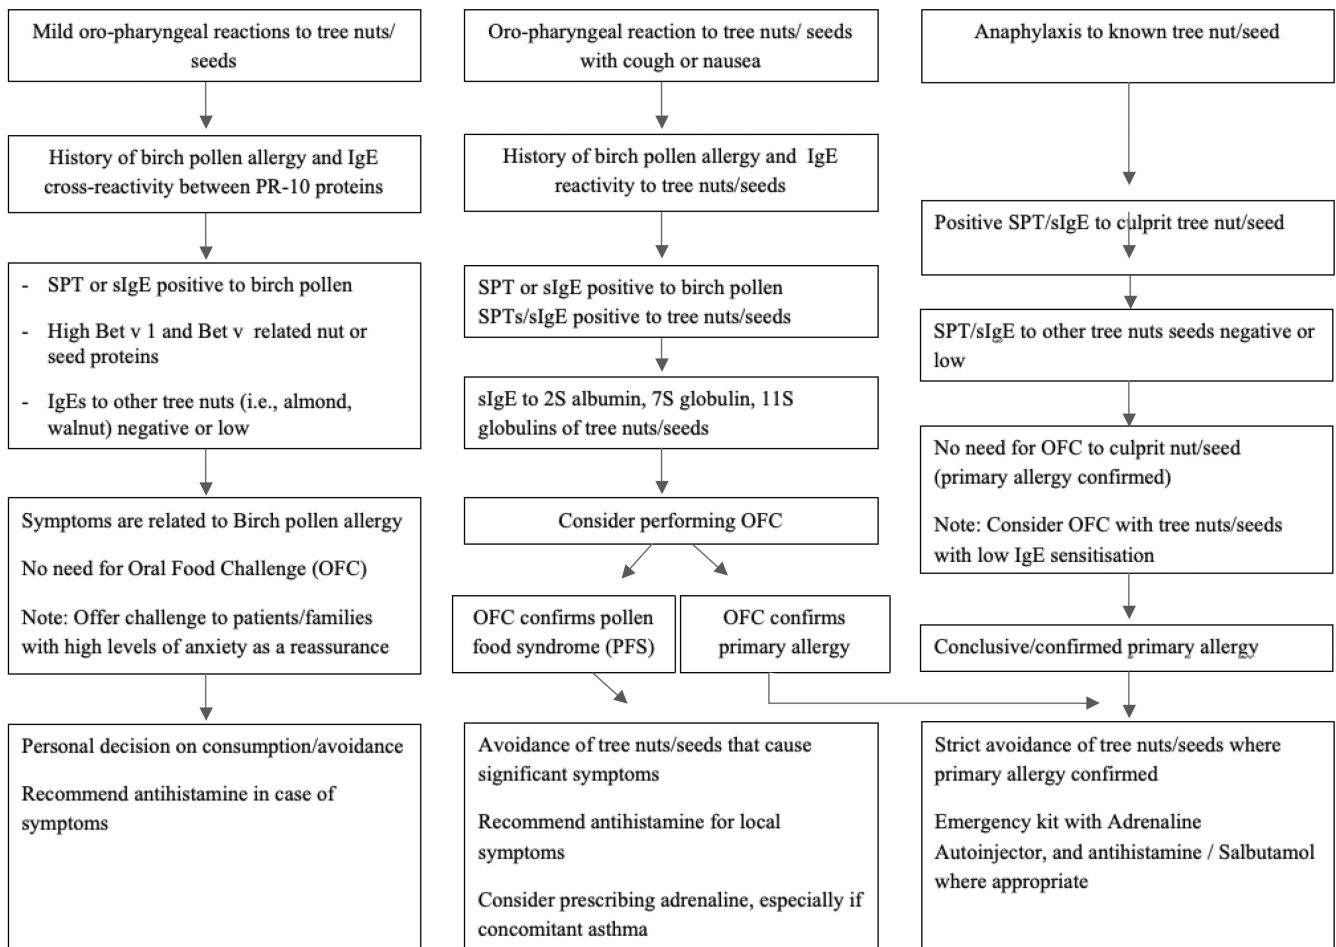 Mild oro-pharyngeal reactions to tree nuts/
seeds
History of birch pollen allergy and IgE
cross-reactivity between PR-10 proteins
- SPT or sIgE positive to birch pollen
- High Bet v 1 and Bet v related nut or
seed proteins
- IgEs to other tree nuts (i.e., almond,
walnut) negative or low
Symptoms are related to Birch pollen allergy
No need for Oral Food Challenge (OFC)
Note: Offer challenge to patients/families
with high levels of anxiety as a reassurance
Personal decision on consumption/avoidance
Recommend antihistamine in case of
symptoms
Oro-pharyngeal reaction to tree nuts/ seeds
with cough or nausea
History of birch pollen allergy and IgE
reactivity to tree nuts/seeds
SPT or sIgE positive to birch pollen
SPTs/sIgE positive to tree nuts/seeds
sIgE to 2S albumin, 7S globulin, 11S
globulins of tree nuts/seeds
Consider performing OFC
OFC confirms pollen
food syndrome (PFS)
OFC confirms
primary allergy
Avoidance of tree nuts/seeds that cause
significant symptoms
Recommend antihistamine for local
symptoms
Consider prescribing adrenaline, especially if
concomitant asthma
Anaphylaxis to known tree nut/seed
Positive SPT/sIgE to culprit tree nut/seed
SPT/sIgE to other tree nuts seeds negative or
low
No need for OFC to culprit nut/seed
(primary allergy confirmed)
Note: Consider OFC with tree nuts/seeds
with low IgE sensitisation
Conclusive/confirmed primary allergy
Strict avoidance of tree nuts/seeds where
primary allergy confirmed
Emergency kit with Adrenaline
Autoinjector, and antihistamine / Salbutamol
where appropriate